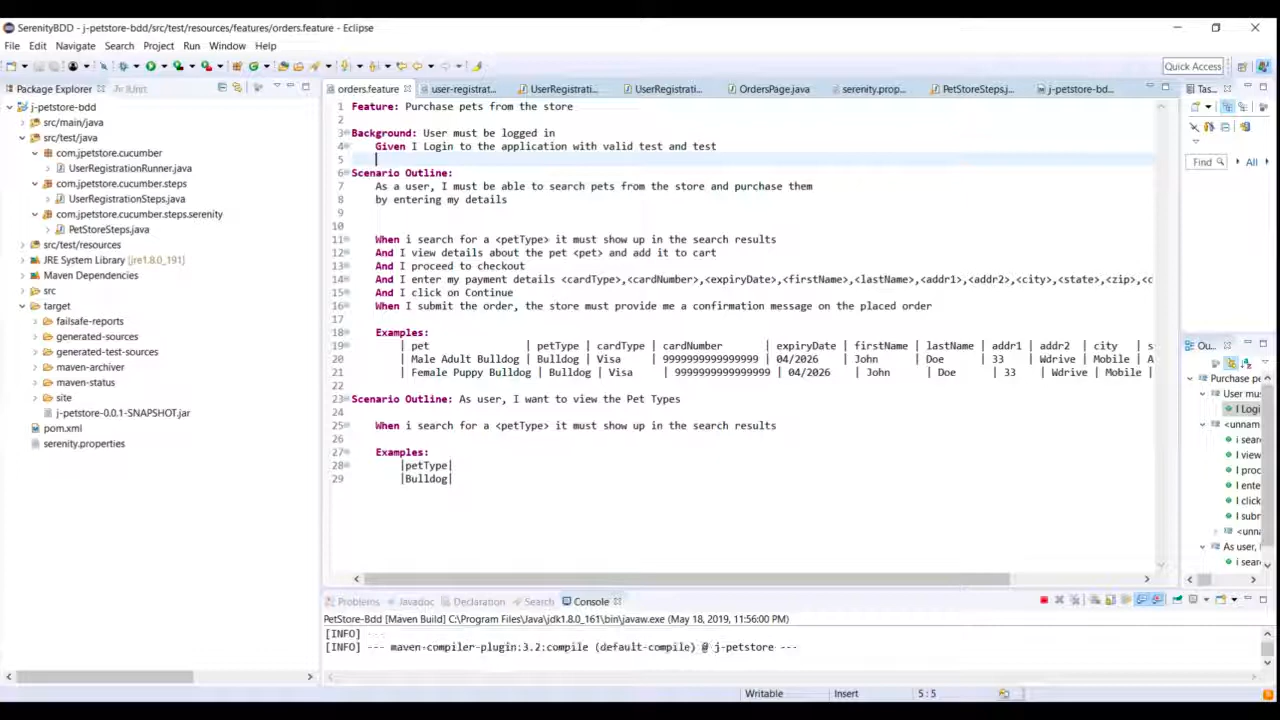 SerenityBDD - j-petstore-bdd/src/test/resources/features/orders.feature - Eclipse
File Edit Navigate Search Project Run Window Help
Quick Access
Package Explorer JUnit
j-petstore-bdd
src/main/java
src/test/java
com.jpetstore.cucumber
UserRegistrationRunner.java
com.jpetstore.cucumber.steps
UserRegistrationSteps.java
com.jpetstore.cucumber.steps.serenity
PetStoreSteps.java
src/test/resources
JRE System Library [jre1.8.0_191]
Maven Dependencies
src
target
failsafe-reports
generated-sources
generated-test-sources
maven-archiver
maven-status
site
j-petstore-0.0.1-SNAPSHOT.jar
pom.xml
serenity.properties
orders.feature user-registrat... UserRegistrati... UserRegistrati... OrdersPage.java serenity.prop... PetStoreSteps.j... j-petstore-bd...
1 Feature: Purchase pets from the store
2
3 Background: User must be logged in
4 Given I Login to the application with valid test and test
5
6 Scenario Outline:
7 As a user, I must be able to search pets from the store and purchase them
8 by entering my details
9
10
11 When i search for a <petType> it must show up in the search results
12 And I view details about the pet <pet> and add it to cart
13 And I proceed to checkout
14 And I enter my payment details <cardType>,<cardNumber>,<expiryDate>,<firstName>,<lastName>,<addr1>,<addr2>,<city>,<state>,<zip>,<c
15 And I click on Continue
16 When I submit the order, the store must provide me a confirmation message on the placed order
17
18 Examples:
19 | pet | petType | cardType | cardNumber | expiryDate | firstName | lastName | addr1 | addr2 | city | s
20 | Male Adult Bulldog | Bulldog | Visa | 9999999999999999 | 04/2026 | John | Doe | 33 | Wdrive | Mobile | A
21 | Female Puppy Bulldog | Bulldog | Visa | 9999999999999999 | 04/2026 | John | Doe | 33 | Wdrive | Mobile |
22
23 Scenario Outline: As user, I want to view the Pet Types
24
25 When i search for a <petType> it must show up in the search results
26
27 Examples:
28 |petType|
29 |Bulldog|
Tas...
Find All
Ou...
Purchase pe
User mu
I Logi
<unnam
i sear
I view
I proc
I ente
I click
I subr
<unn
As user,
i sear
Problems Javadoc Declaration Search Console
PetStore-Bdd [Maven Build] C:\Program Files\Java\jdk1.8.0_161\bin\javaw.exe (May 18, 2019, 11:56:00 PM)
[INFO] ---
[INFO] --- maven-compiler-plugin:3.2:compile (default-compile) @ j-petstore ---
Writable Insert 5 : 5